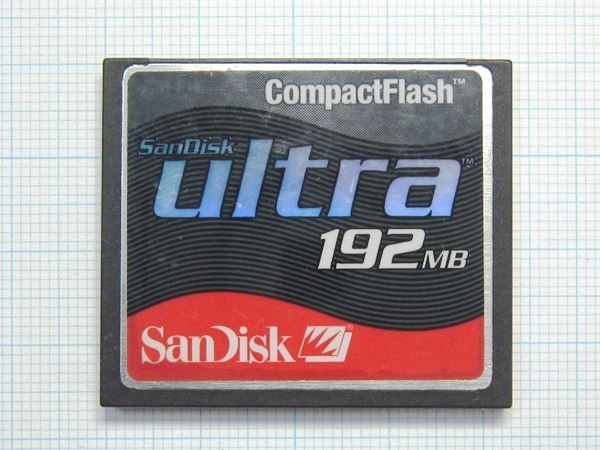 CompactFlash™
SanDisk
ultra™
192MB
SanDisk®